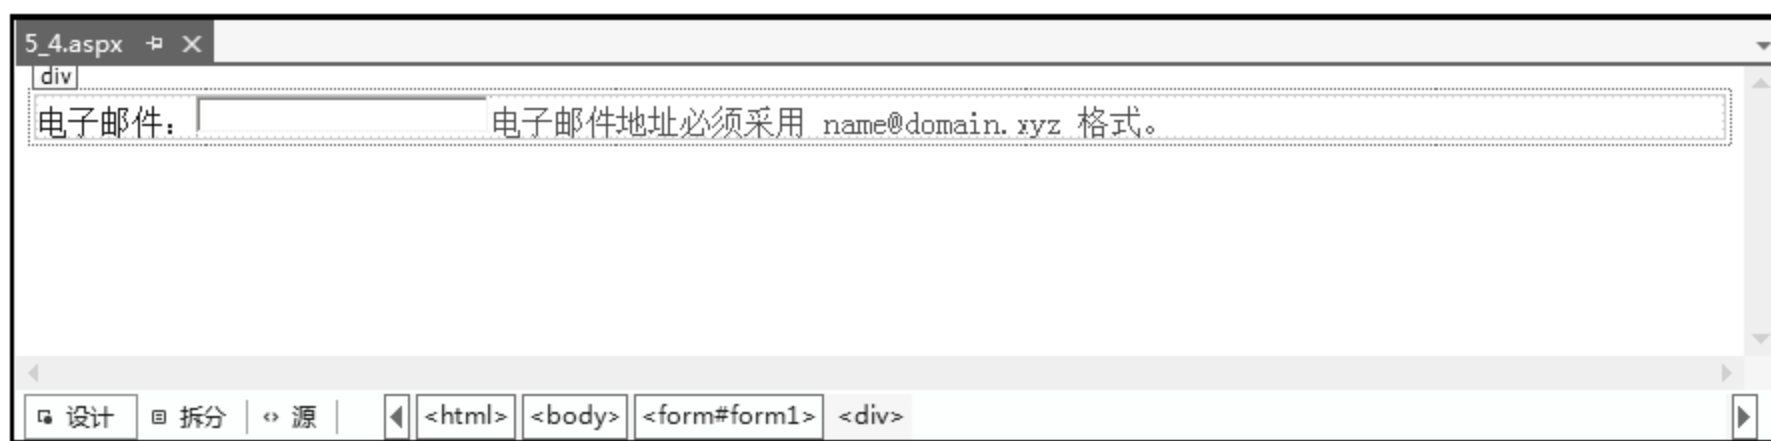 5_4.aspx
div
电子邮件： 电子邮件地址必须采用 name@domain.xyz 格式。
设计 拆分 源 <html> <body> <form#form1> <div>